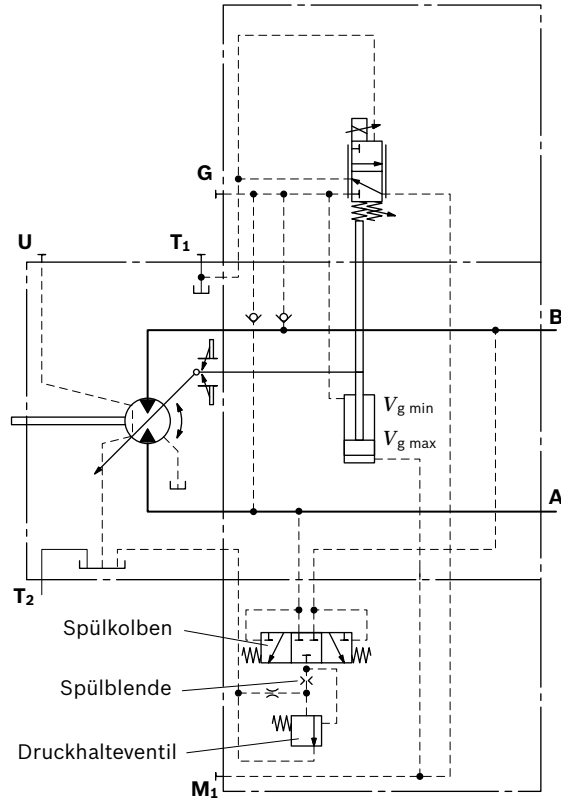 G
U
T1
B
Vg min
Vg max
A
T2
Spülkolben
Spülblende
Druckhalteventil
M1